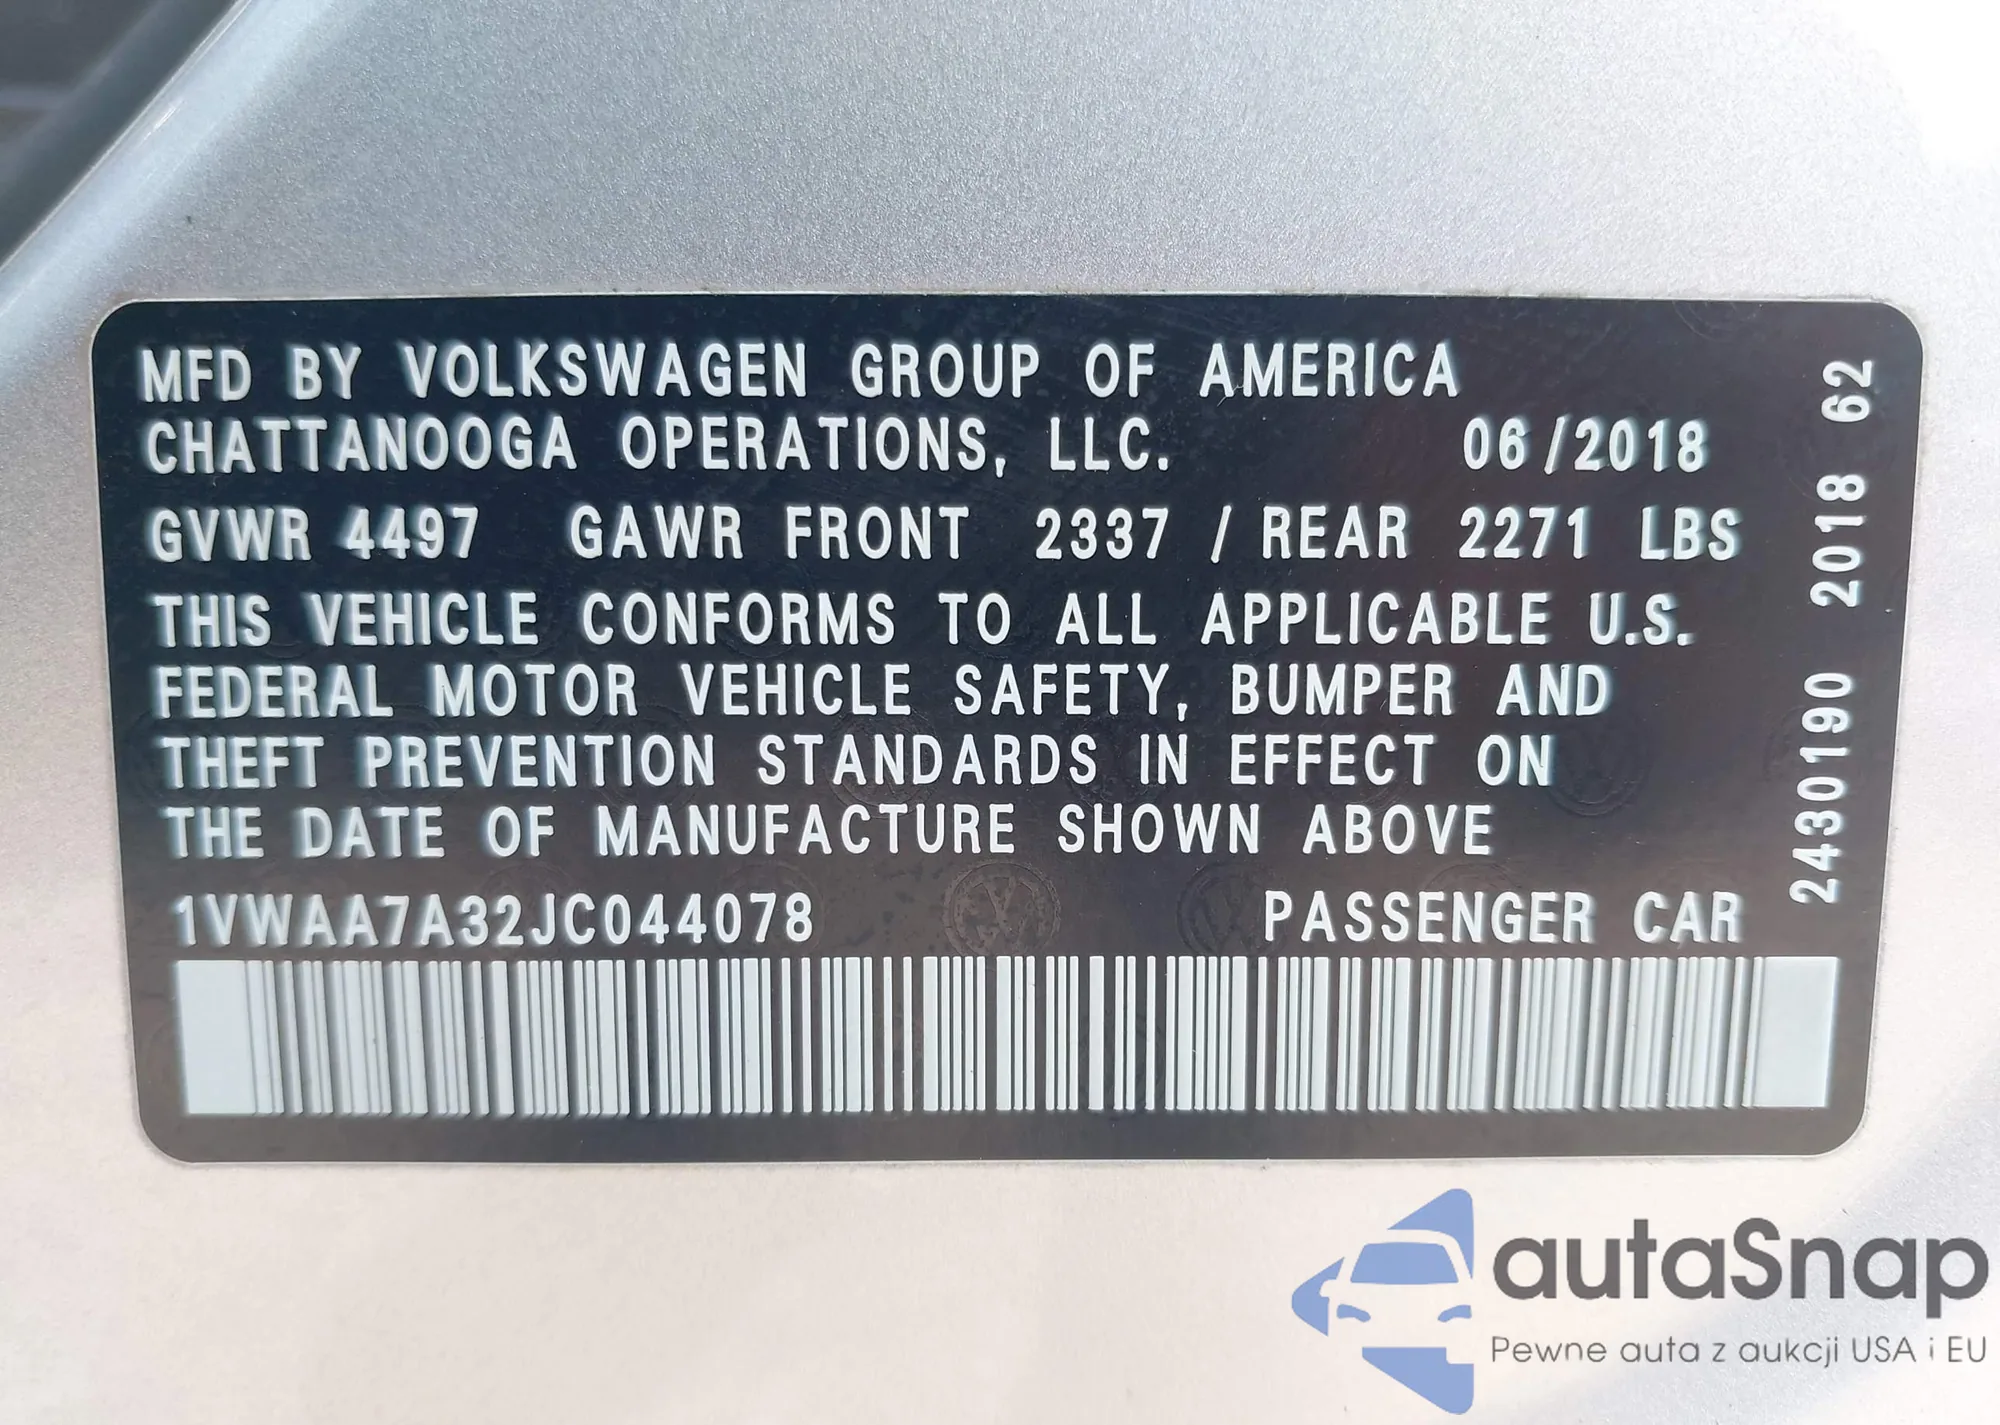 MFD BY VOLKSWAGEN GROUP OF AMERICA
CHATTANOOGA OPERATIONS, LLC. 06/2018
GVWR 4497 GAWR FRONT 2337 / REAR 2271 LBS
THIS VEHICLE CONFORMS TO ALL APPLICABLE U.S.
FEDERAL MOTOR VEHICLE SAFETY, BUMPER AND
THEFT PREVENTION STANDARDS IN EFFECT ON
THE DATE OF MANUFACTURE SHOWN ABOVE
1VWAA7A32JC044078 PASSENGER CAR
2430190 2018 62
autaSnap
Pewne auta z aukcji USA i EU